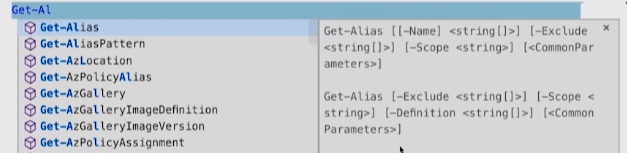 Get-Al
Get-Alias
Get-AliasPattern
Get-AzLocation
Get-AzPolicyAlias
Get-AzGallery
Get-AzGalleryImageDefinition
Get-AzGalleryImageVersion
Get-AzPolicyAssignment
Get-Alias [[-Name] <string[]>] [-Exclude
<string[]>] [-Scope <string>] [<CommonPar
ameters>]
Get-Alias [-Exclude <string[]>] [-Scope <
string>] [-Definition <string[]>] [<Common
Parameters>]